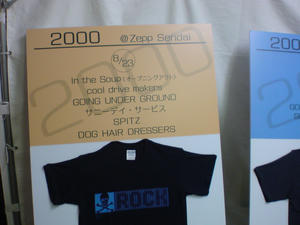 2000 @Zepp Sendai
8/23
In the Soup(オープニングアクト)
cool drive makers
GOING UNDER GROUND
サニーデイ・サービス
SPITZ
DOG HAIR DRESSERS
2000
ROCK